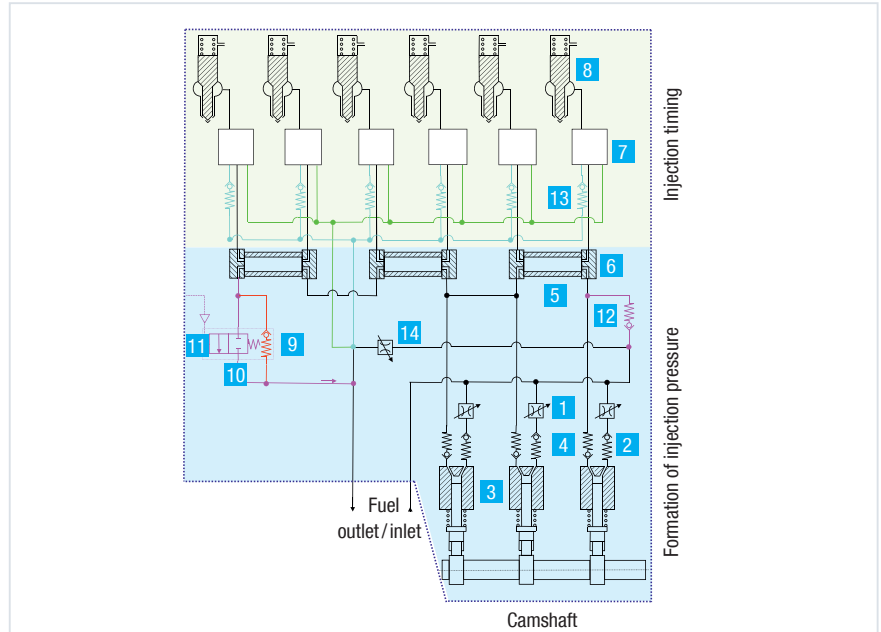 8
7
13
Injection timing
6
5
12
14
11
9
10
1
4
2
3
Formation of injection pressure
Fuel
outlet/inlet
Camshaft